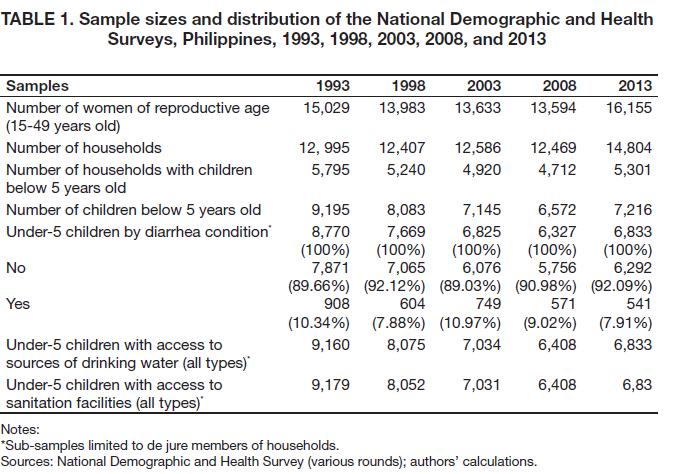 TABLE 1. Sample sizes and distribution of the National Demographic and Health
Surveys, Philippines, 1993, 1998, 2003, 2008, and 2013
Samples 1993 1998 2003 2008 2013
Number of women of reproductive age 15,029 13,983 13,633 13,594 16,155
(15-49 years old)
Number of households 12, 995 12,407 12,586 12,469 14,804
Number of households with children 5,795 5,240 4,920 4,712 5,301
below 5 years old
Number of children below 5 years old 9,195 8,083 7,145 6,572 7,216
Under-5 children by diarrhea condition* 8,770 7,669 6,825 6,327 6,833
(100%) (100%) (100%) (100%) (100%)
No 7,871 7,065 6,076 5,756 6,292
(89.66%) (92.12%) (89.03%) (90.98%) (92.09%)
Yes 908 604 749 571 541
(10.34%) (7.88%) (10.97%) (9.02%) (7.91%)
Under-5 children with access to 9,160 8,075 7,034 6,408 6,833
sources of drinking water (all types)*
Under-5 children with access to 9,179 8,052 7,031 6,408 6,83
sanitation facilities (all types)*
Notes:
*Sub-samples limited to de jure members of households.
Sources: National Demographic and Health Survey (various rounds); authors' calculations.